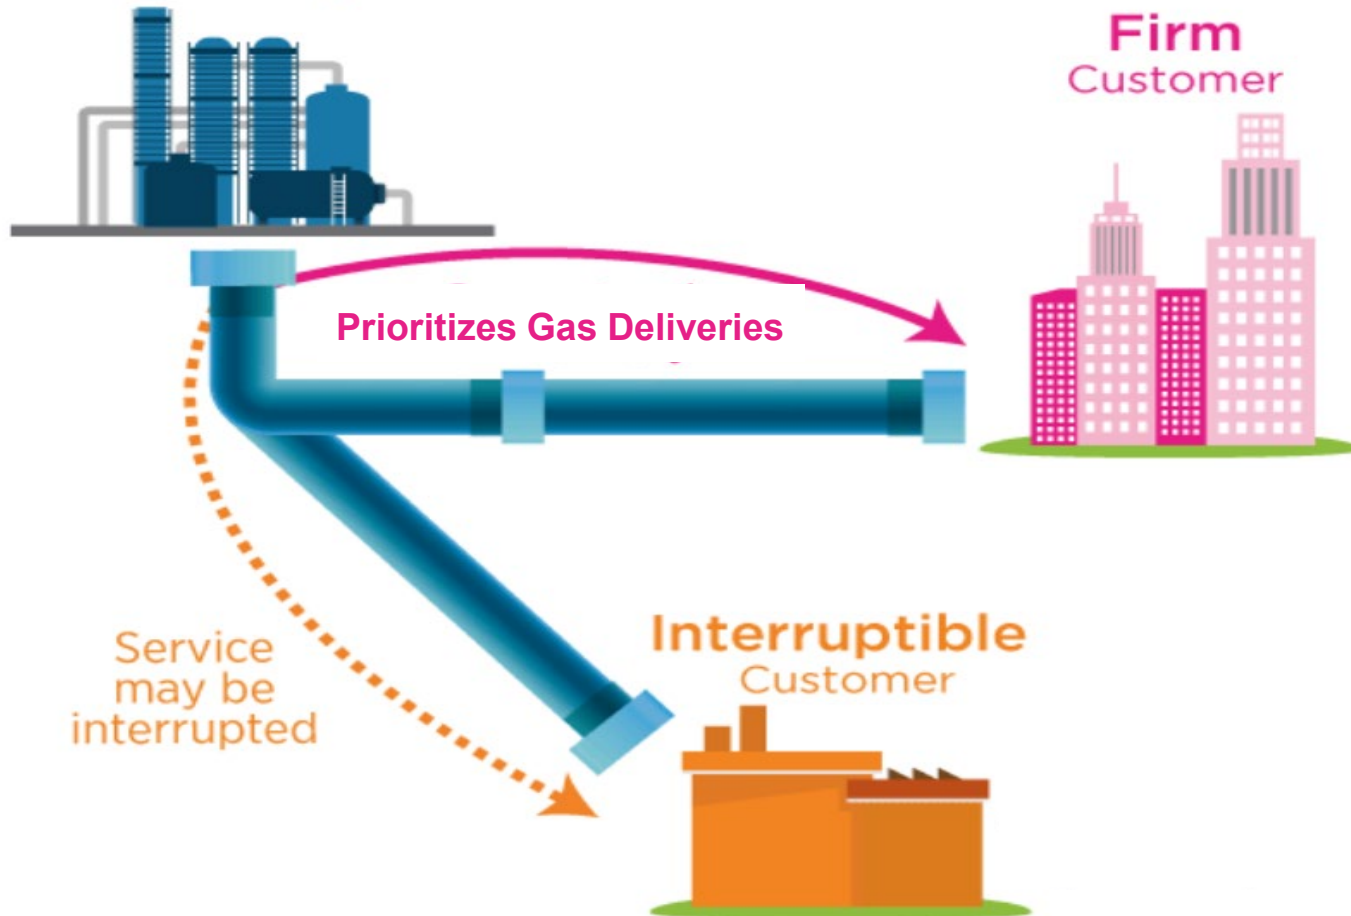 Firm
Customer
Prioritizes Gas Deliveries
Service
may be
interrupted
Interruptible
Customer